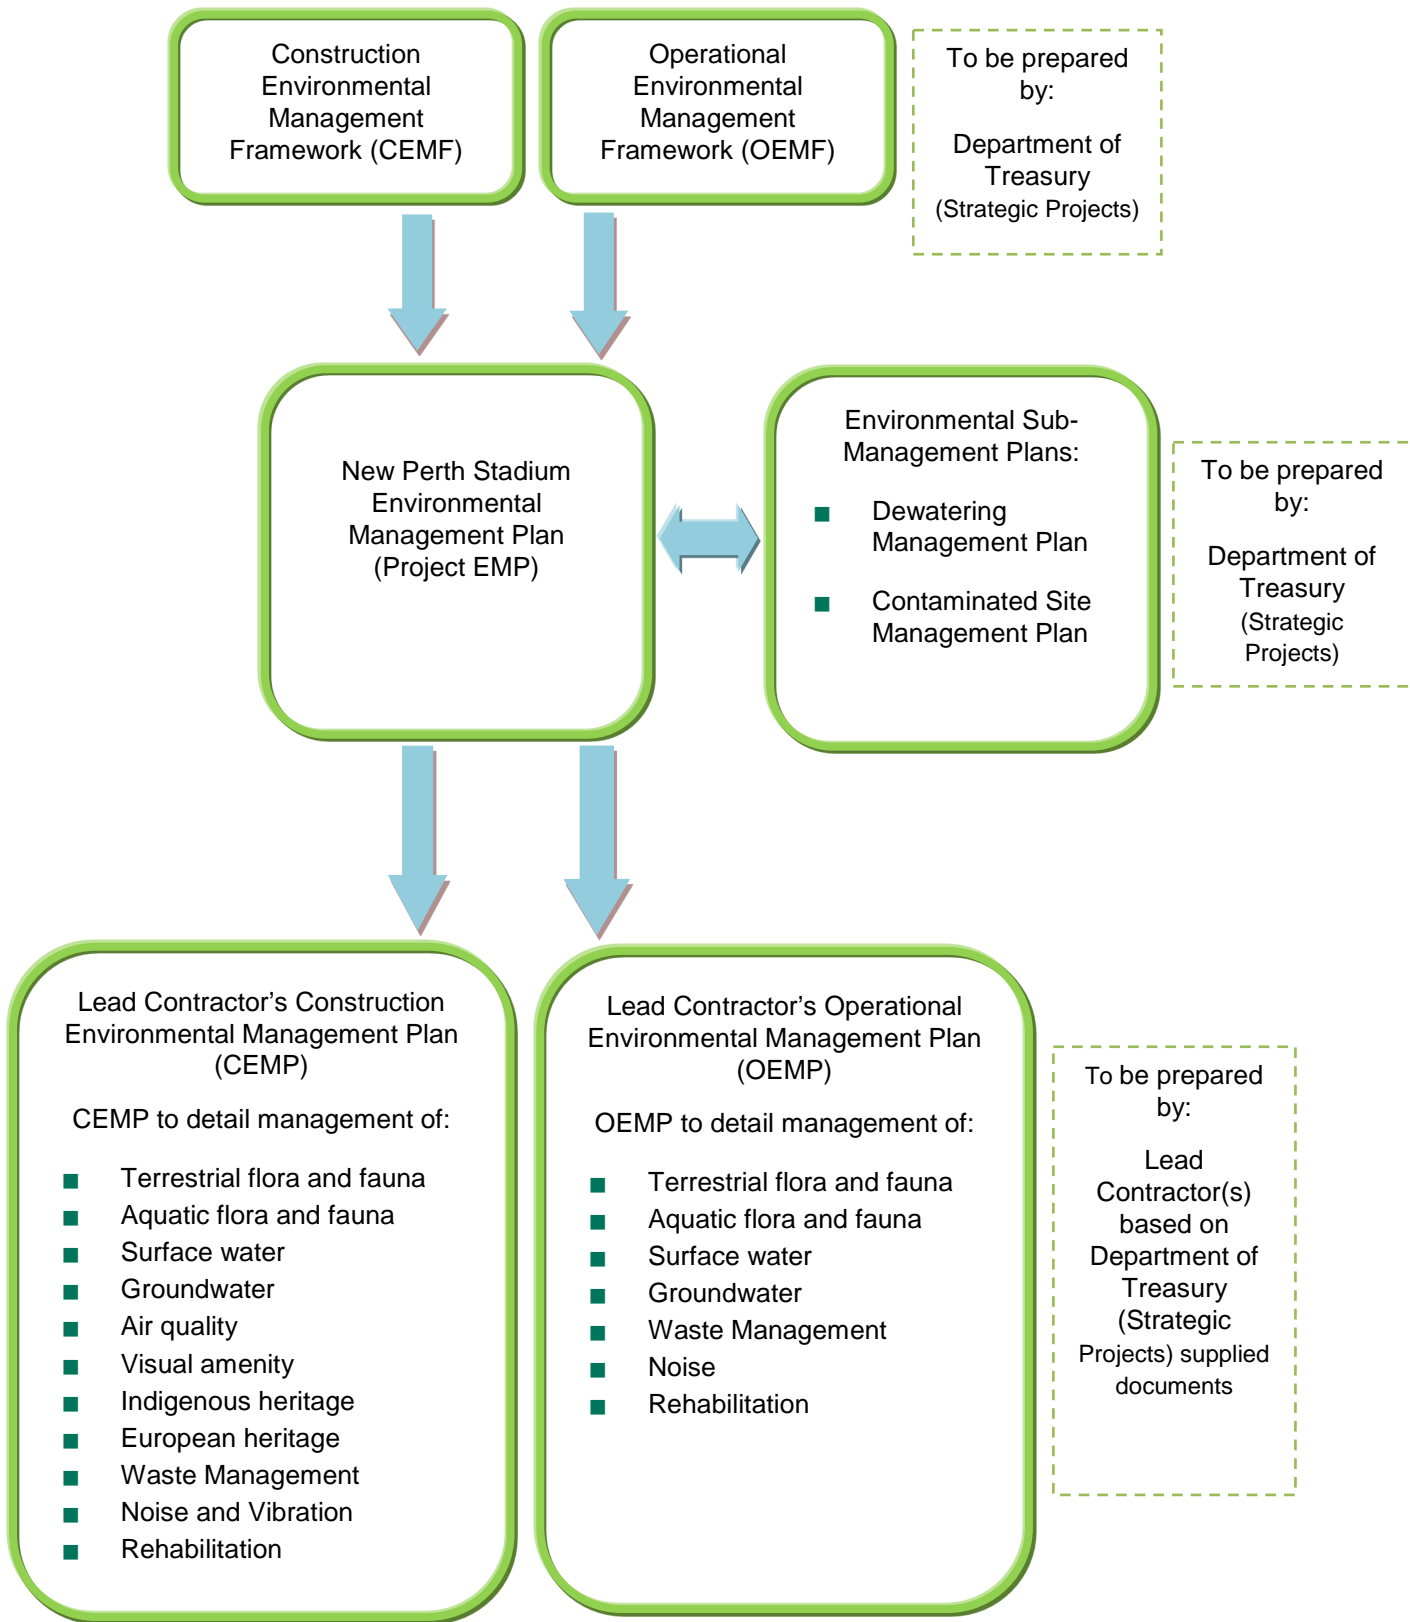 Construction
Environmental
Management
Framework (CEMF)
Operational
Environmental
Management
Framework (OEMF)
To be prepared
by:
Department of
Treasury
(Strategic Projects)
New Perth Stadium
Environmental
Management Plan
(Project EMP)
Environmental Sub-
Management Plans:
■ Dewatering
Management Plan
■ Contaminated Site
Management Plan
To be prepared
by:
Department of
Treasury
(Strategic
Projects)
Lead Contractor’s Construction
Environmental Management Plan
(CEMP)
CEMP to detail management of:
■ Terrestrial flora and fauna
■ Aquatic flora and fauna
■ Surface water
■ Groundwater
■ Air quality
■ Visual amenity
■ Indigenous heritage
■ European heritage
■ Waste Management
■ Noise and Vibration
■ Rehabilitation
Lead Contractor’s Operational
Environmental Management Plan
(OEMP)
OEMP to detail management of:
■ Terrestrial flora and fauna
■ Aquatic flora and fauna
■ Surface water
■ Groundwater
■ Waste Management
■ Noise
■ Rehabilitation
To be prepared
by:
Lead
Contractor(s)
based on
Department of
Treasury
(Strategic
Projects) supplied
documents